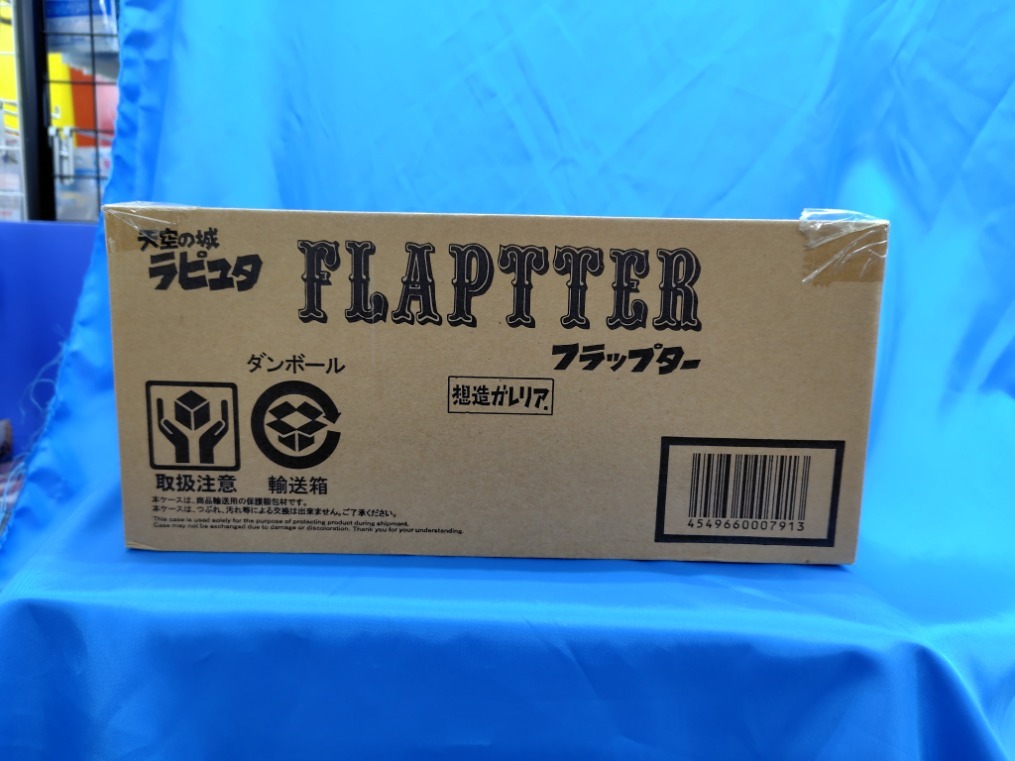 天空の城
ラピュタ
FLAPTTER
フラップター
ダンボール
想造ガレリア
取扱注意
輸送箱
本ケースは、商品輸送用の保護梱包材です。
本ケースは、つぶれ、汚れ等による交換は出来ません。ご了承ください。
This case is used solely for the purpose of protecting product during shipment.
Case may not be exchanged due to damage or discoloration. Thank you for your understanding.
4549660007913